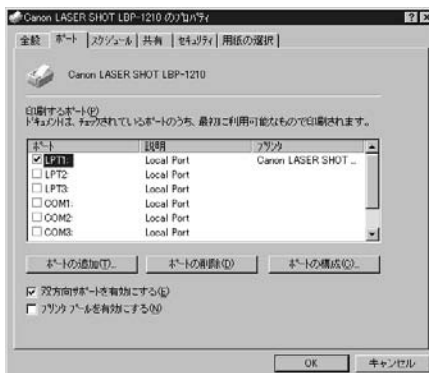 Canon LASER SHOT LBP-1210 のプロパティ
全般 ポート スケジュール 共有 セキュリティ 用紙の選択
Canon LASER SHOT LBP-1210
印刷するポート(P)
ドキュメントは、チェックされているポートのうち、最初に利用可能なもので印刷されます。
ポート 説明 プリンタ
LPT1: Local Port Canon LASER SHOT ...
LPT2: Local Port
LPT3: Local Port
COM1: Local Port
COM2: Local Port
COM3: Local Port
ポートの追加(T)... ポートの削除(D) ポートの構成(C)...
双方向サポートを有効にする(E)
プリンタ プールを有効にする(N)
OK キャンセル